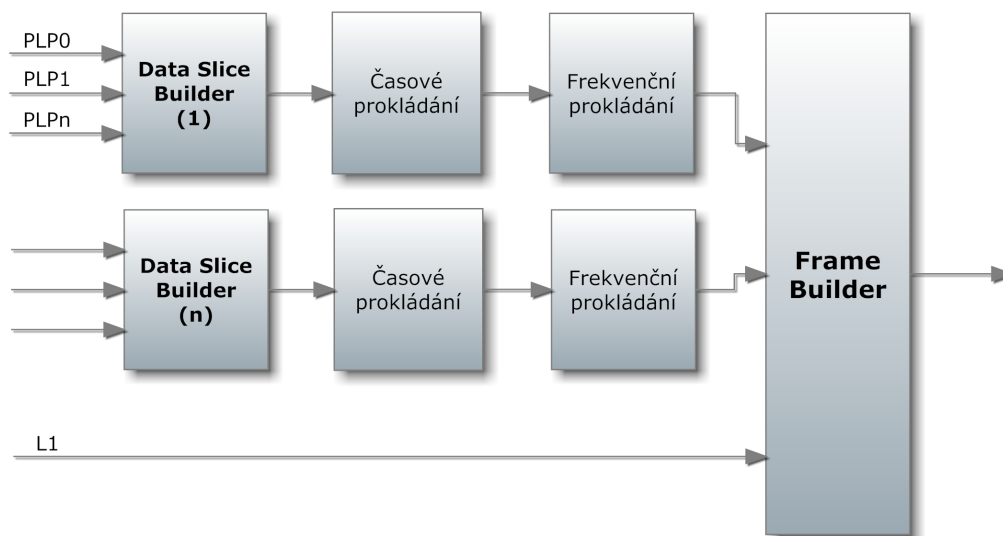 PLP0
PLP1
PLPn
Data Slice
Builder
(1)
Časové
prokládání
Frekvenční
prokládání
Data Slice
Builder
(n)
Časové
prokládání
Frekvenční
prokládání
Frame
Builder
L1